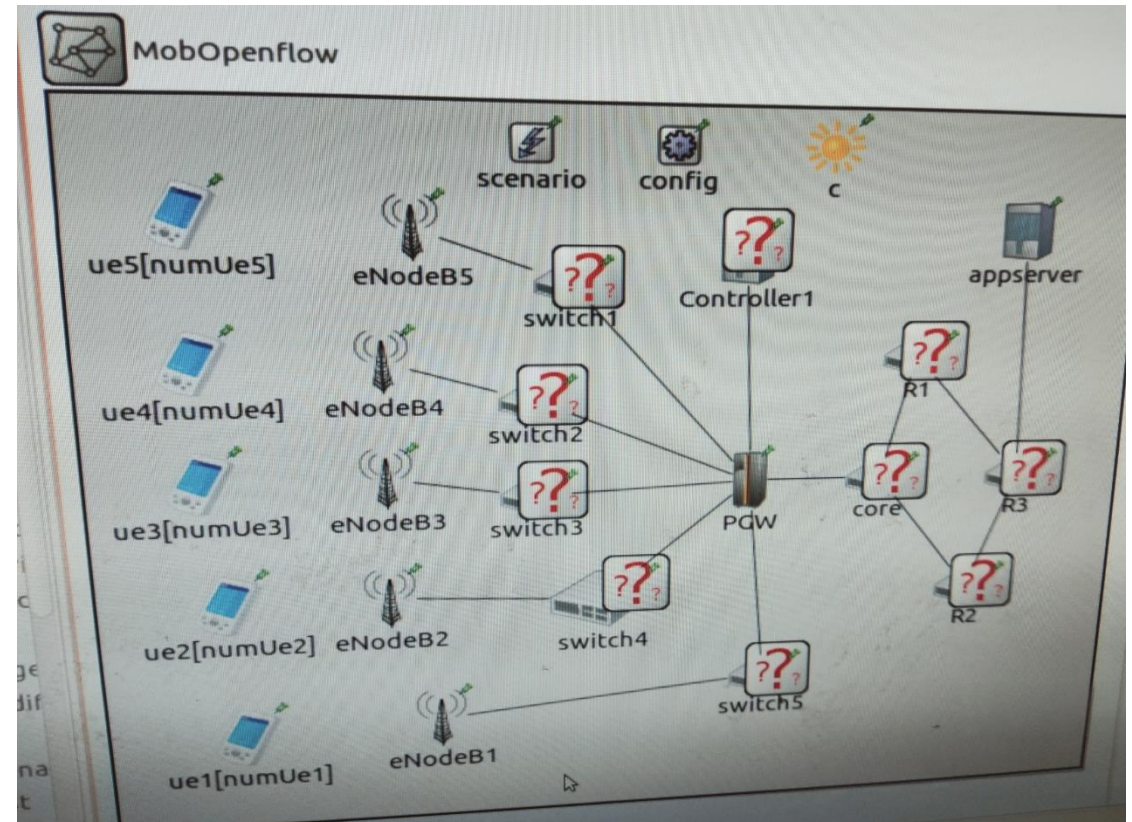 MobOpenflow
scenario
config
c
ue5[numUe5]
eNodeB5
switch1
Controller1
appserver
ue4[numUe4]
eNodeB4
switch2
R1
ue3[numUe3]
eNodeB3
switch3
PGW
core
R3
ue2[numUe2]
eNodeB2
switch4
R2
ue1[numUe1]
eNodeB1
switch5